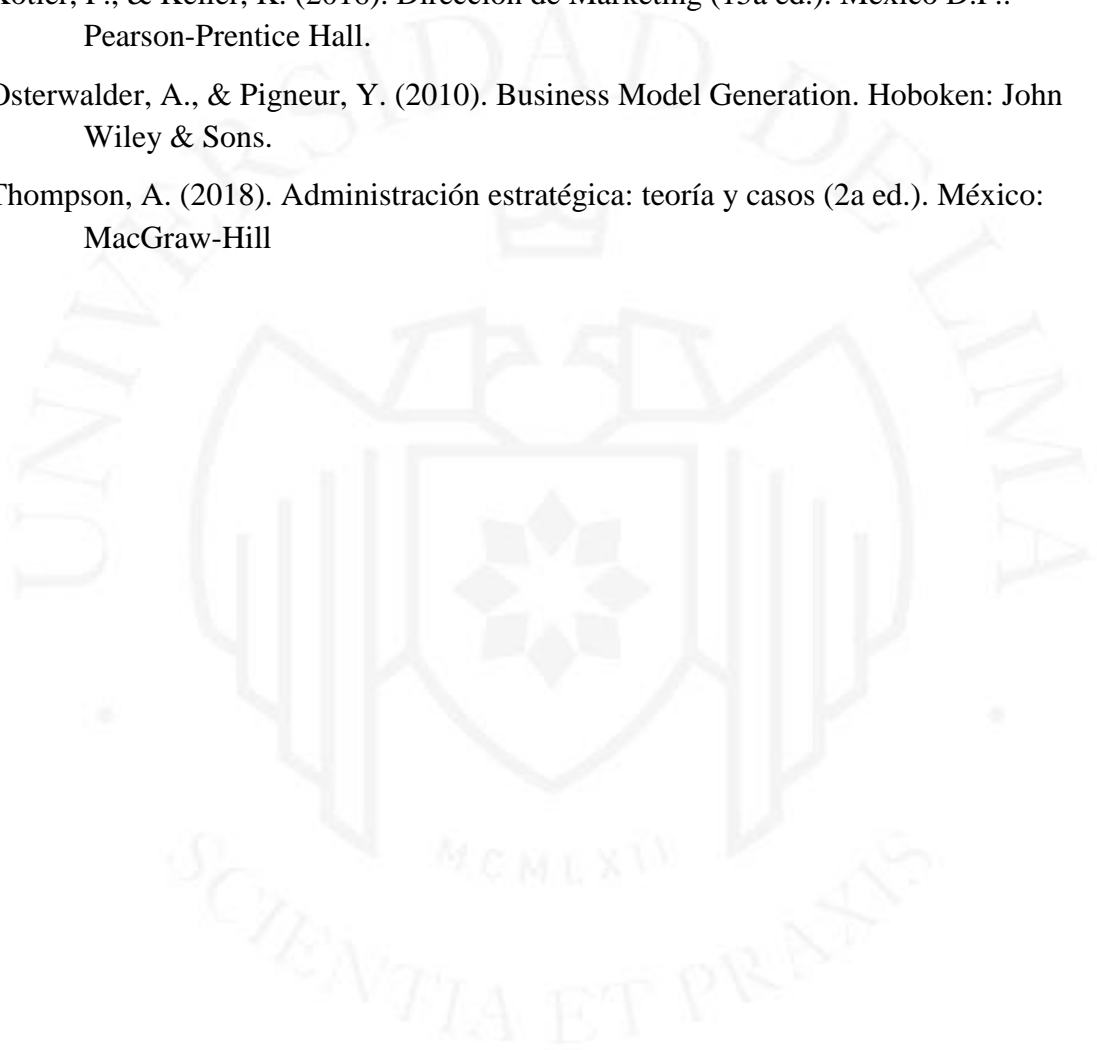 Kotler, P., & Keller, K. (2016). Dirección de Marketing (15a ed.). México D.F.:
Pearson-Prentice Hall.
Osterwalder, A., & Pigneur, Y. (2010). Business Model Generation. Hoboken: John
Wiley & Sons.
Thompson, A. (2018). Administración estratégica: teoría y casos (2a ed.). México:
MacGraw-Hill
UNIVERSIDAD DE LIMA
MCMLXII
SCIENTIA ET PRAXIS